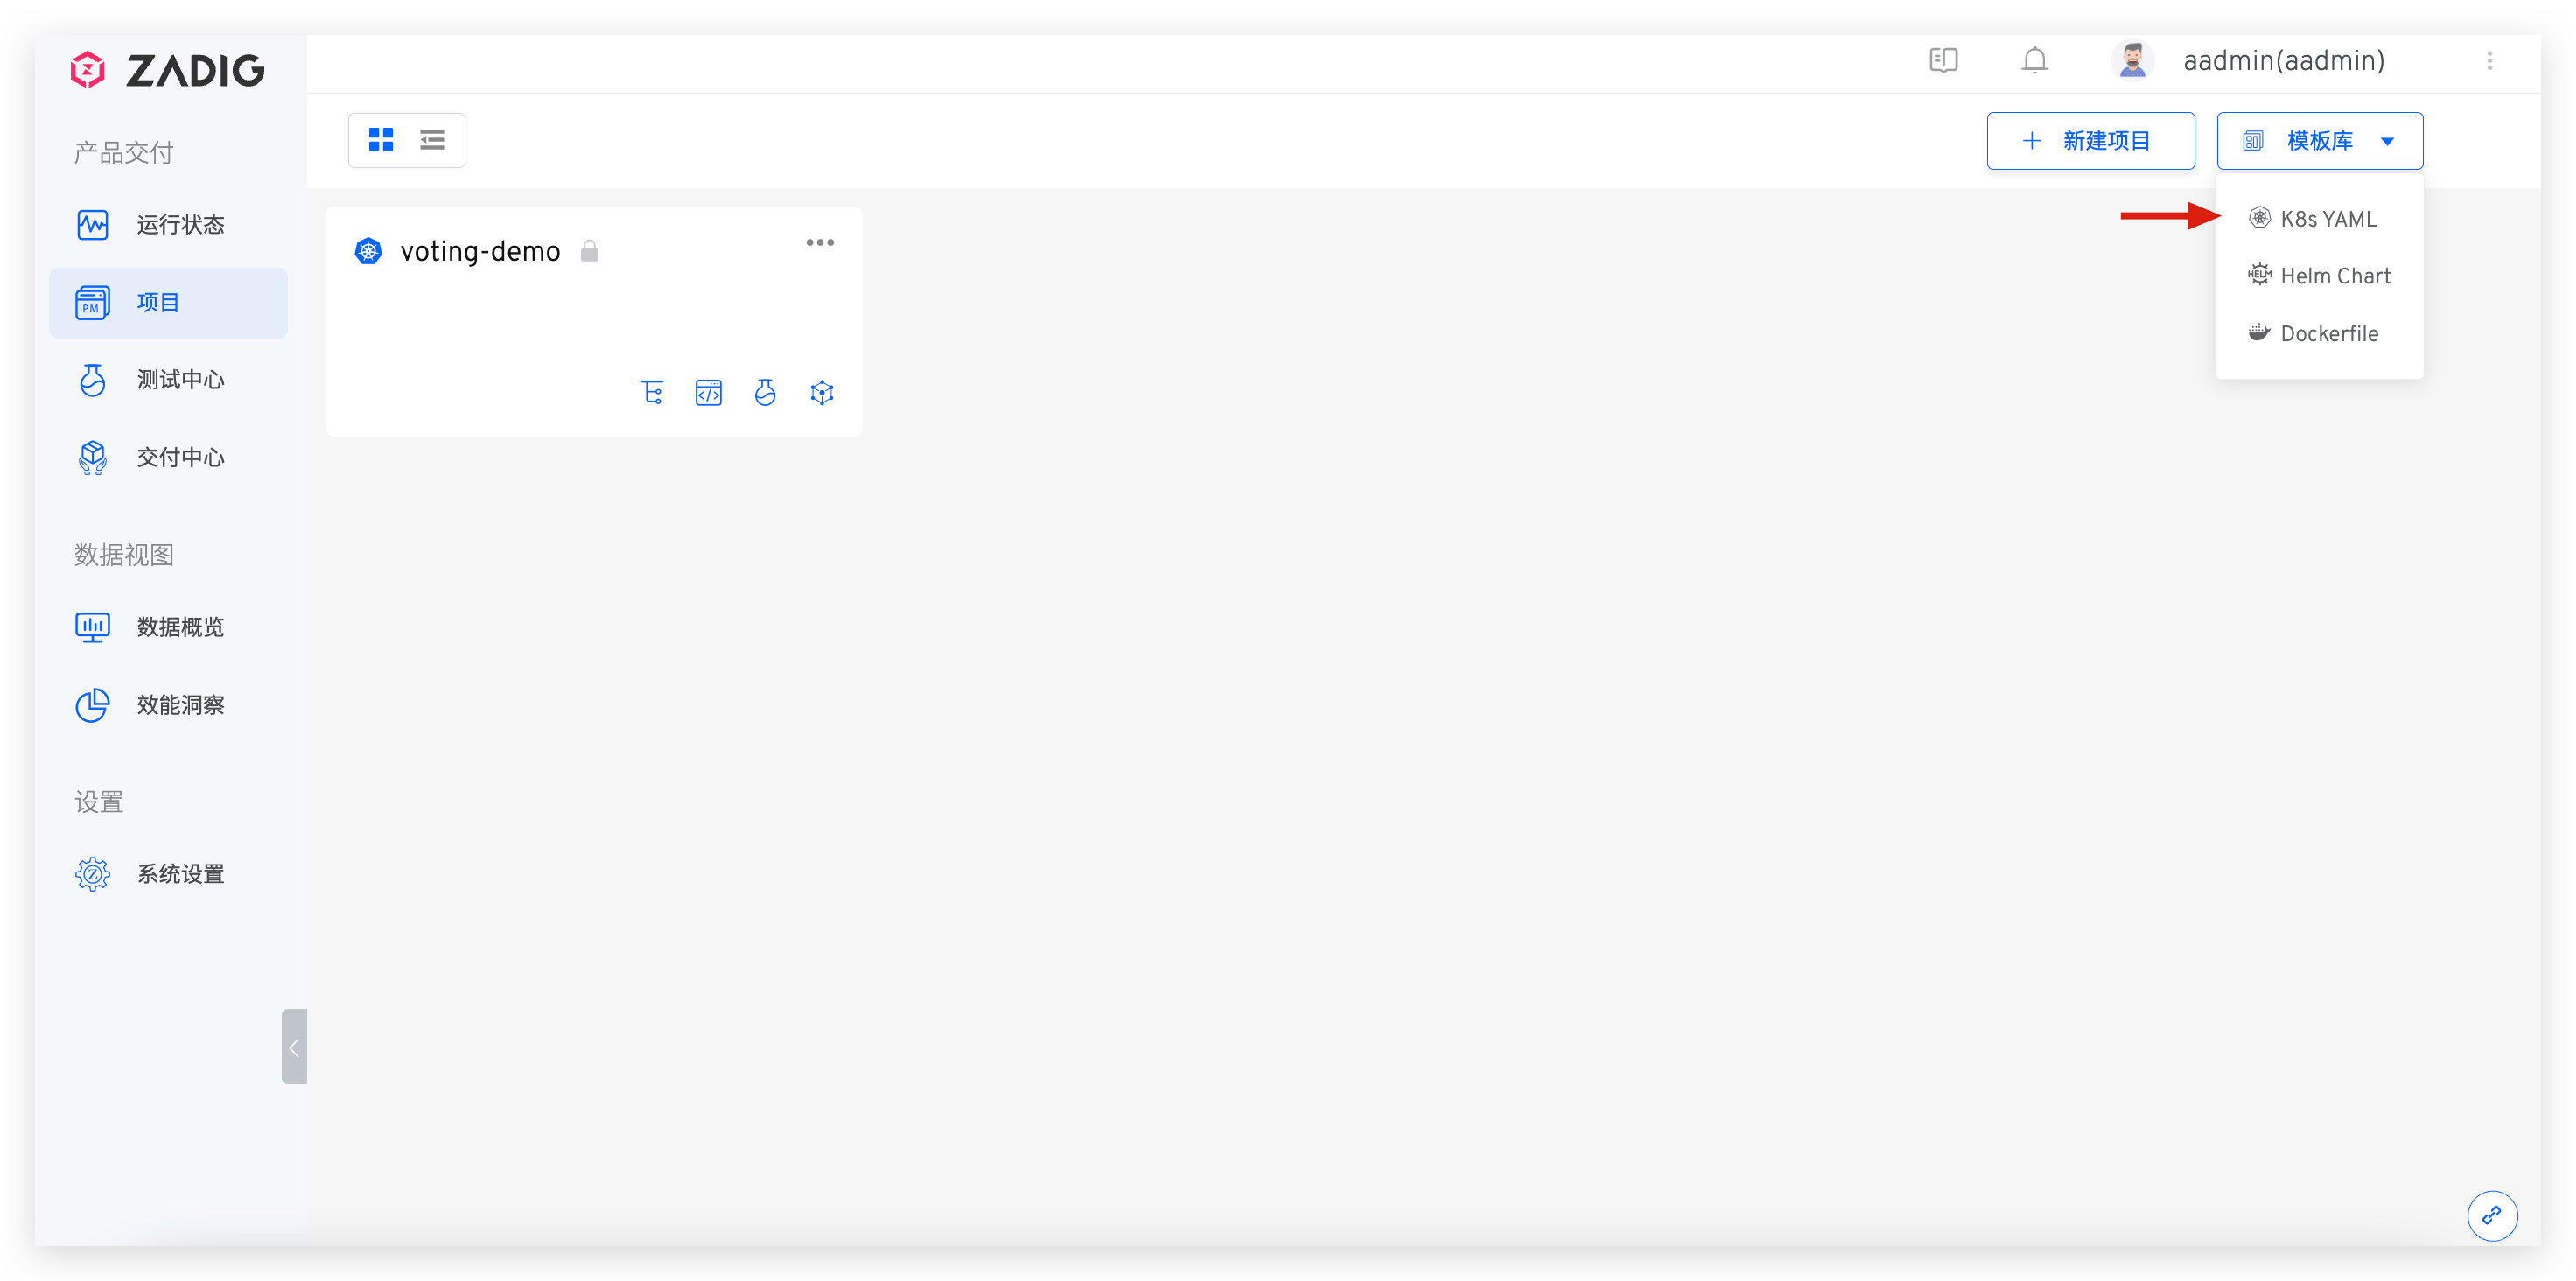 ZADIG
aadmin(aadmin)
产品交付
运行状态
PM 项目
测试中心
交付中心
数据视图
数据概览
效能洞察
设置
Z 系统设置
新建项目
模板库
K8s YAML
HELM Helm Chart
Dockerfile
voting-demo